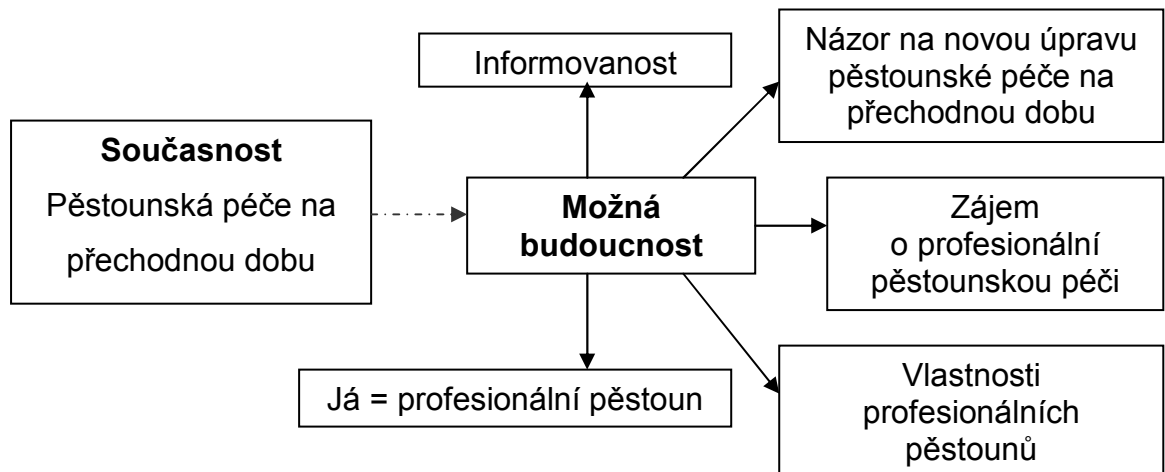 Informovanost
Názor na novou úpravu
pěstounské péče na
přechodnou dobu
Současnost
Pěstounská péče na
přechodnou dobu
Možná
budoucnost
Zájem
o profesionální
pěstounskou péči
Já = profesionální pěstoun
Vlastnosti
profesionálních
pěstounů